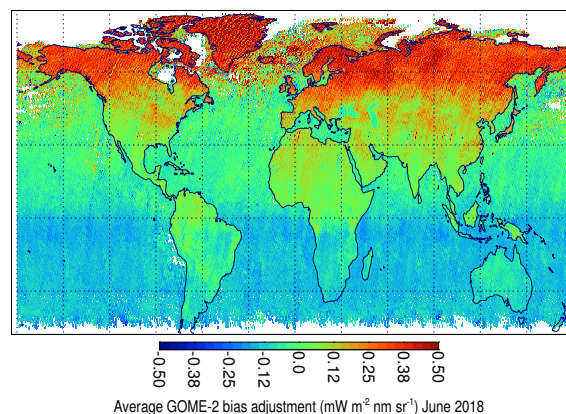 -0.50 -0.38 -0.25 -0.12 0.0 0.12 0.25 0.38 0.50
Average GOME-2 bias adjustment (mW m⁻² nm sr⁻¹) June 2018